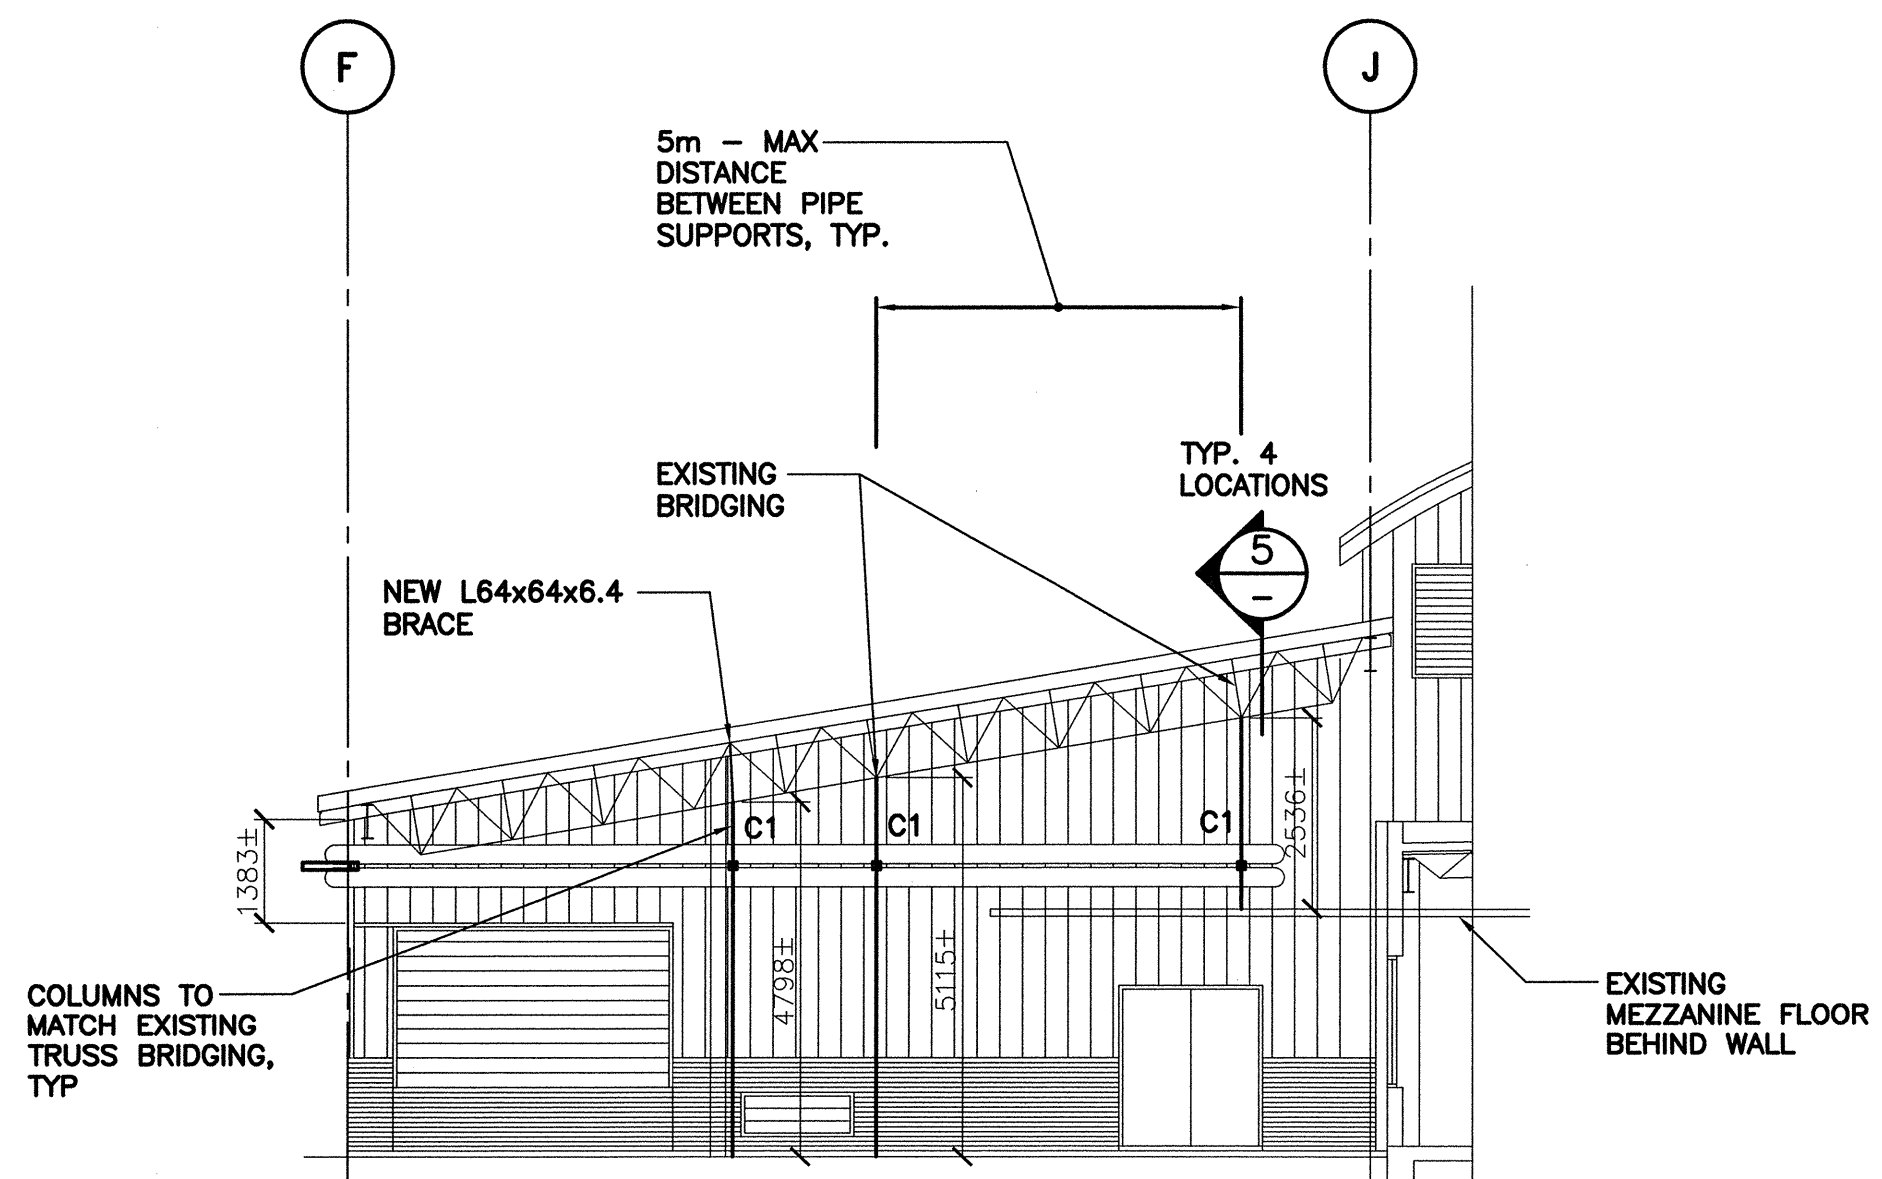 F
J
5m - MAX
DISTANCE
BETWEEN PIPE
SUPPORTS, TYP.
TYP. 4
LOCATIONS
5
-
EXISTING
BRIDGING
NEW L64x64x6.4
BRACE
C1
C1
C1
1383±
2536±
4798±
5115±
COLUMNS TO
MATCH EXISTING
TRUSS BRIDGING,
TYP
EXISTING
MEZZANINE FLOOR
BEHIND WALL